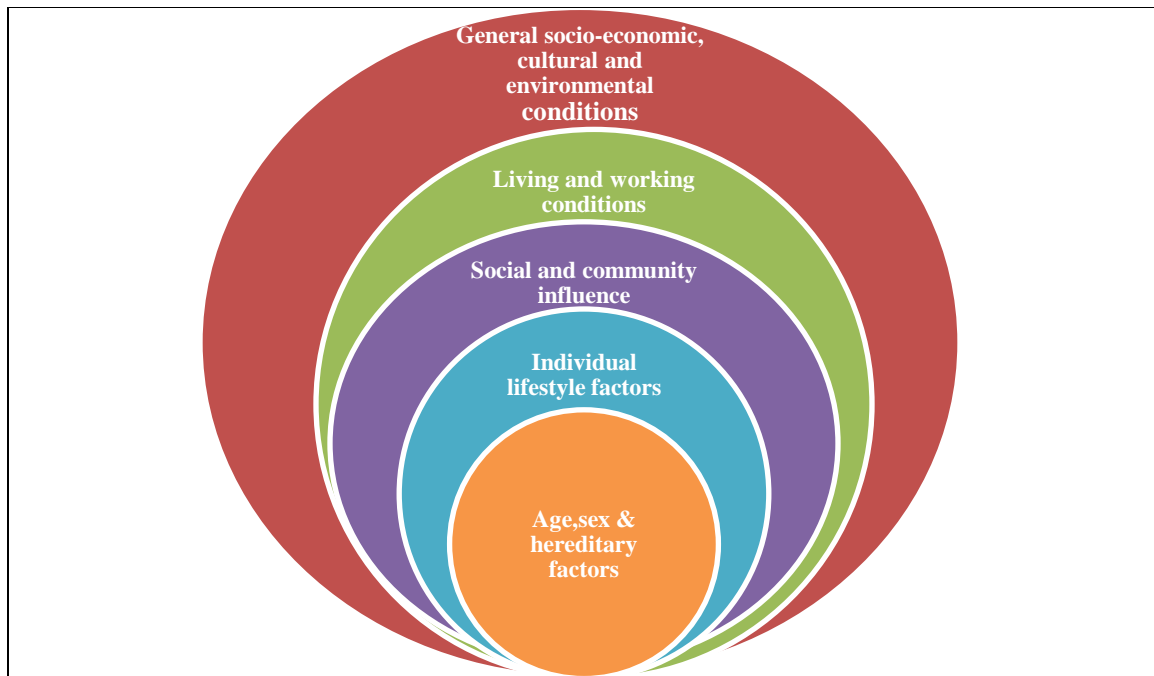 General socio-economic,
cultural and
environmental
conditions
Living and working
conditions
Social and community
influence
Individual
lifestyle factors
Age,sex &
hereditary
factors